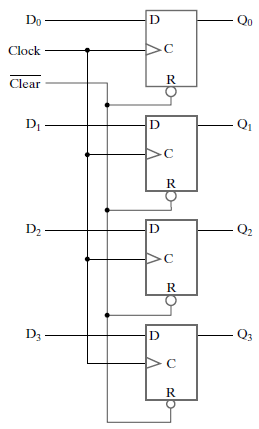 D₀ D Q₀
Clock C
Clear R
D₁ D Q₁
C
R
D₂ D Q₂
C
R
D₃ D Q₃
C
R